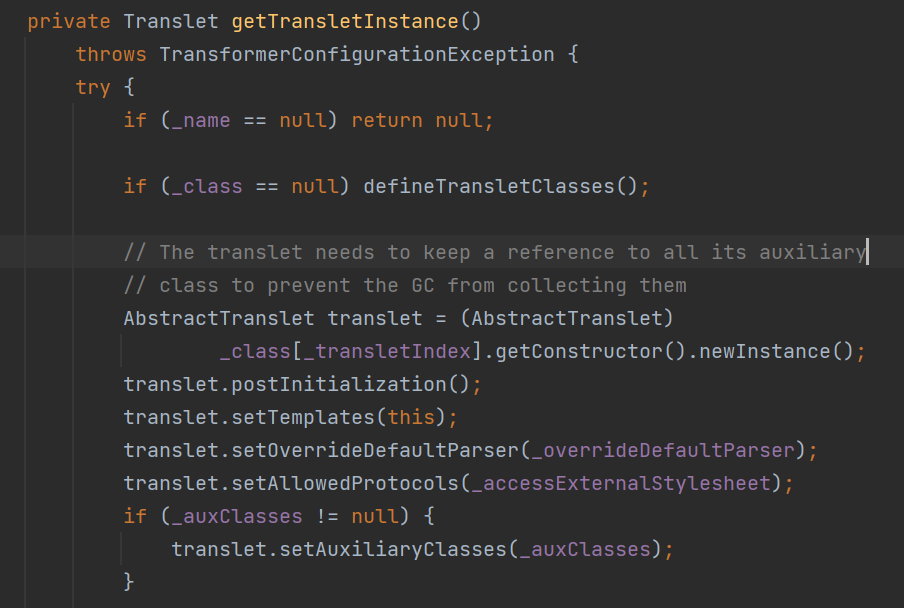 private Translet getTransletInstance()
throws TransformerConfigurationException {
try {
if (_name == null) return null;
if (_class == null) defineTransletClasses();
// The translet needs to keep a reference to all its auxiliary
// class to prevent the GC from collecting them
AbstractTranslet translet = (AbstractTranslet)
_class[_transletIndex].getConstructor().newInstance();
translet.postInitialization();
translet.setTemplates(this);
translet.setOverrideDefaultParser(_overrideDefaultParser);
translet.setAllowedProtocols(_accessExternalStylesheet);
if (_auxClasses != null) {
translet.setAuxiliaryClasses(_auxClasses);
}